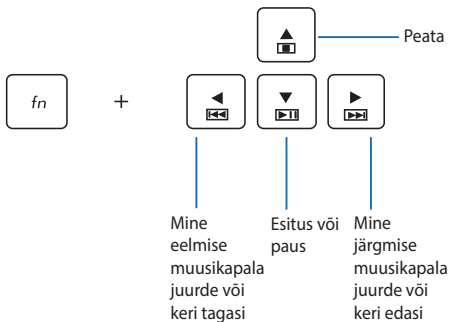 Peata
fn +
Mine
eelmise
muusikapala
juurde või
keri tagasi
Esitus või
paus
Mine
järgmise
muusikapala
juurde või
keri edasi